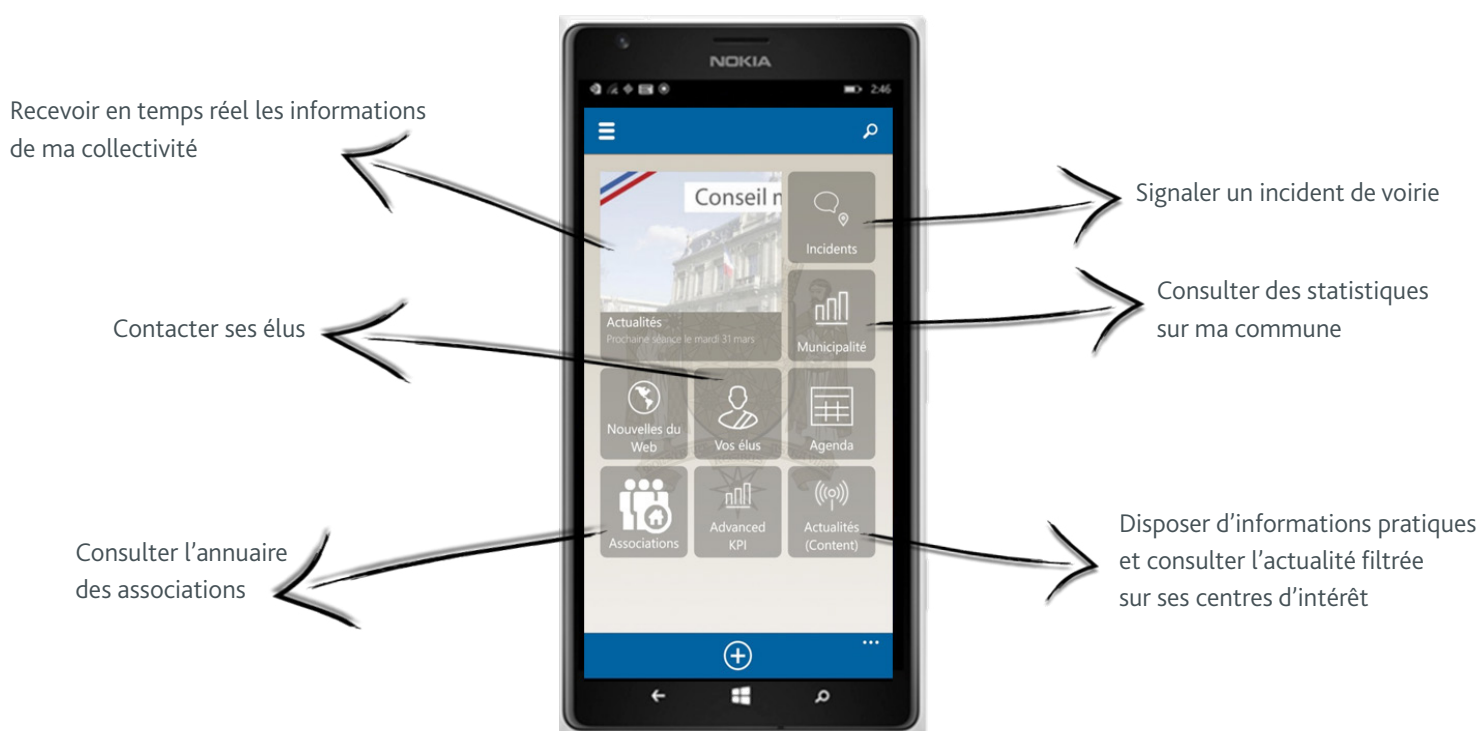 NOKIA
2:46
Recevoir en temps réel les informations
de ma collectivité
Conseil m
Incidents
Signaler un incident de voirie
Consulter des statistiques
sur ma commune
Contacter ses élus
Actualités
Prochaine séance le mardi 31 mars
Municipalité
Nouvelles du
Web
Vos élus
Agenda
Associations
Advanced
KPI
Actualités
(Content)
Consulter l’annuaire
des associations
Disposer d’informations pratiques
et consulter l’actualité filtrée
sur ses centres d’intérêt